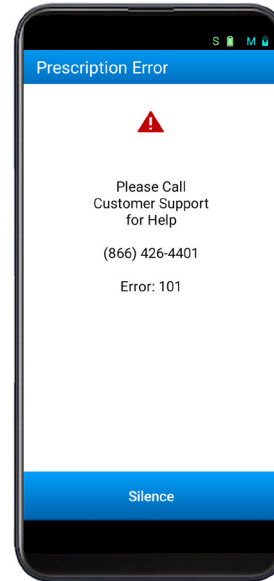 S M
Prescription Error
Please Call
Customer Support
for Help
(866) 426-4401
Error: 101
Silence